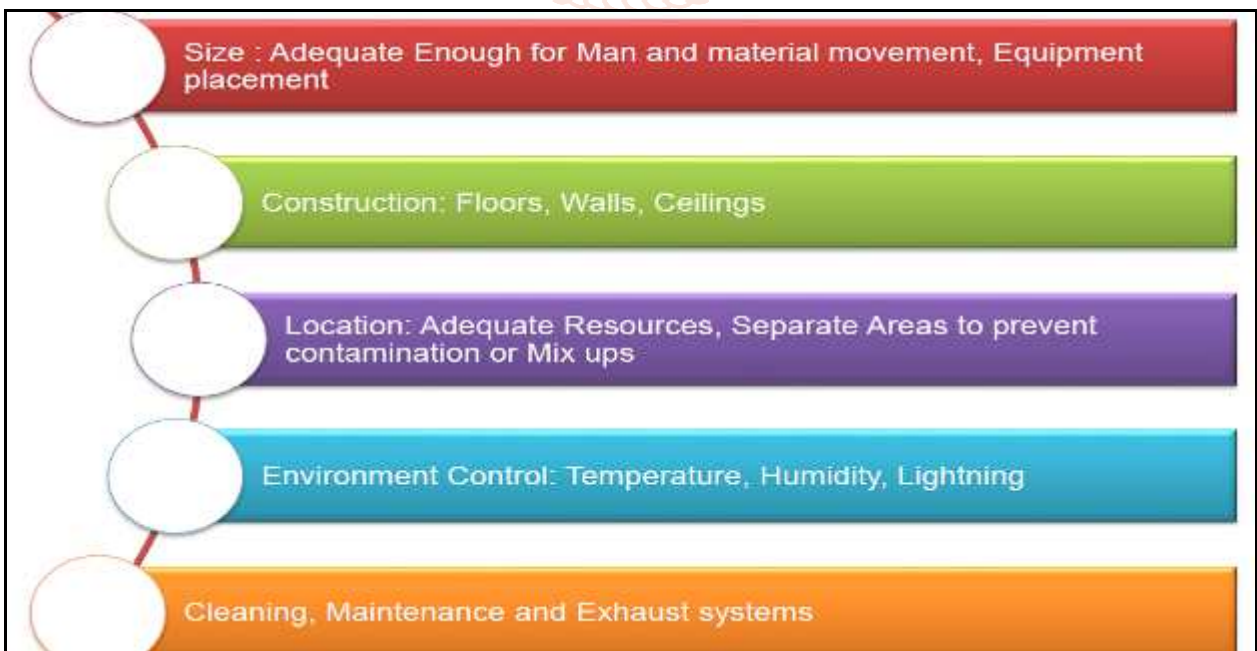 Size : Adequate Enough for Man and material movement, Equipment
placement
Construction: Floors, Walls, Ceilings
Location: Adequate Resources, Separate Areas to prevent
contamination or Mix ups
Environment Control: Temperature, Humidity, Lightning
Cleaning, Maintenance and Exhaust systems